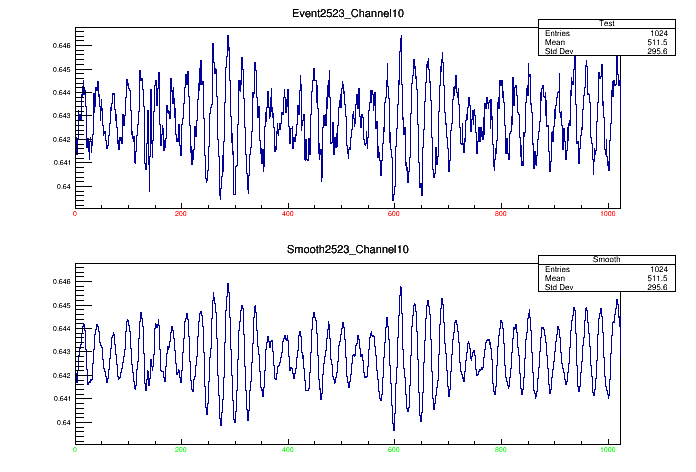 Event2523_Channel10
Test
Entries 1024
Mean 511.5
Std Dev 295.6
0.646
0.645
0.644
0.643
0.642
0.641
0.64
0 200 400 600 800 1000
Smooth2523_Channel10
Smooth
Entries 1024
Mean 511.5
Std Dev 295.6
0.646
0.645
0.644
0.643
0.642
0.641
0.64
0 200 400 600 800 1000